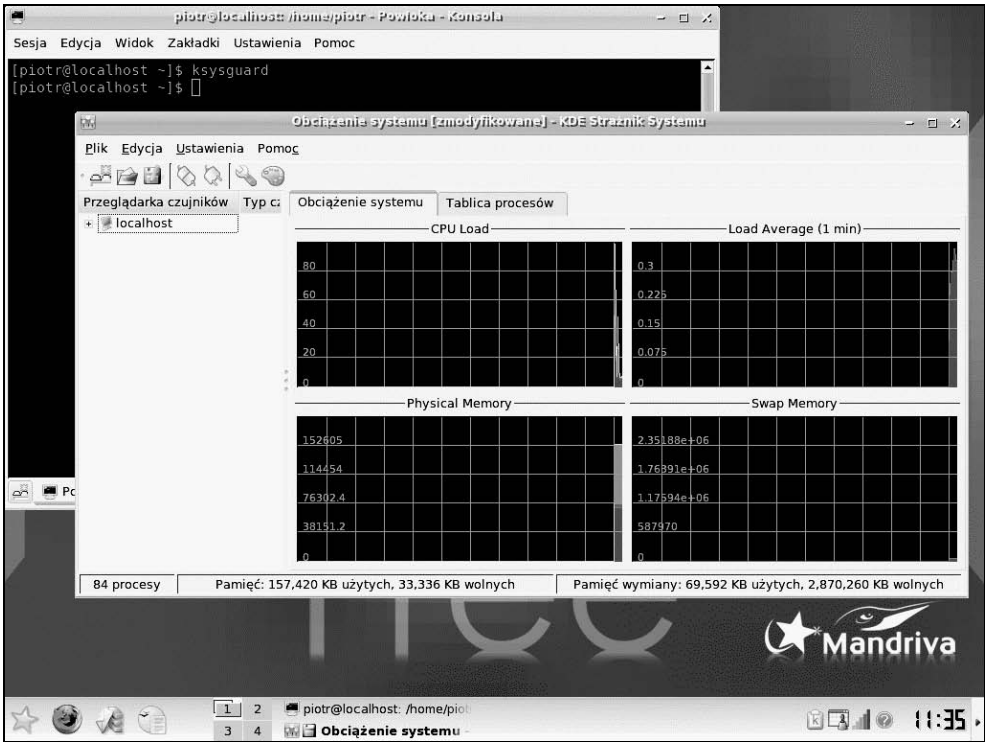 piotr@localhost: /home/piotr - Powłoka - Konsola
Sesja Edycja Widok Zakładki Ustawienia Pomoc
[piotr@localhost ~]$ ksysguard
[piotr@localhost ~]$
Obciążenie systemu [zmodyfikowane] - KDE Strażnik Systemu
Plik Edycja Ustawienia Pomoc
Przeglądarka czujników Typ
localhost
Obciążenie systemu Tablica procesów
CPU Load
80
60
40
20
0
Load Average (1 min)
0.3
0.225
0.15
0.075
0
Physical Memory
152605
114454
76302.4
38151.2
0
Swap Memory
2.35188e+06
1.76391e+06
1.17594e+06
587970
0
84 procesy Pamięć: 157,420 KB użytych, 33,336 KB wolnych Pamięć wymiany: 69,592 KB użytych, 2,870,260 KB wolnych
Mandriva
1 2 piotr@localhost: /home/piot
3 4 Obciążenie systemu -
11:35